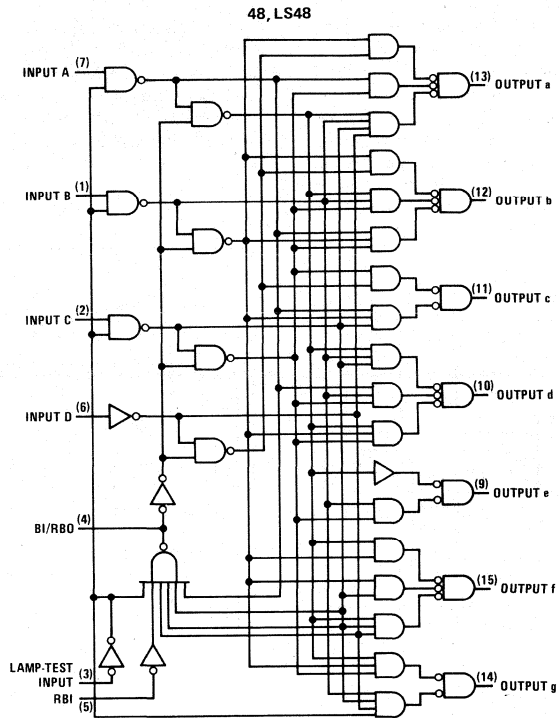 48, LS48
INPUT A (7)
(13) OUTPUT a
INPUT B (1)
(12) OUTPUT b
(11) OUTPUT c
INPUT C (2)
(10) OUTPUT d
INPUT D (6)
(9) OUTPUT e
BI/RBO (4)
(15) OUTPUT f
LAMP-TEST
INPUT (3)
(14) OUTPUT g
RBI
(5)